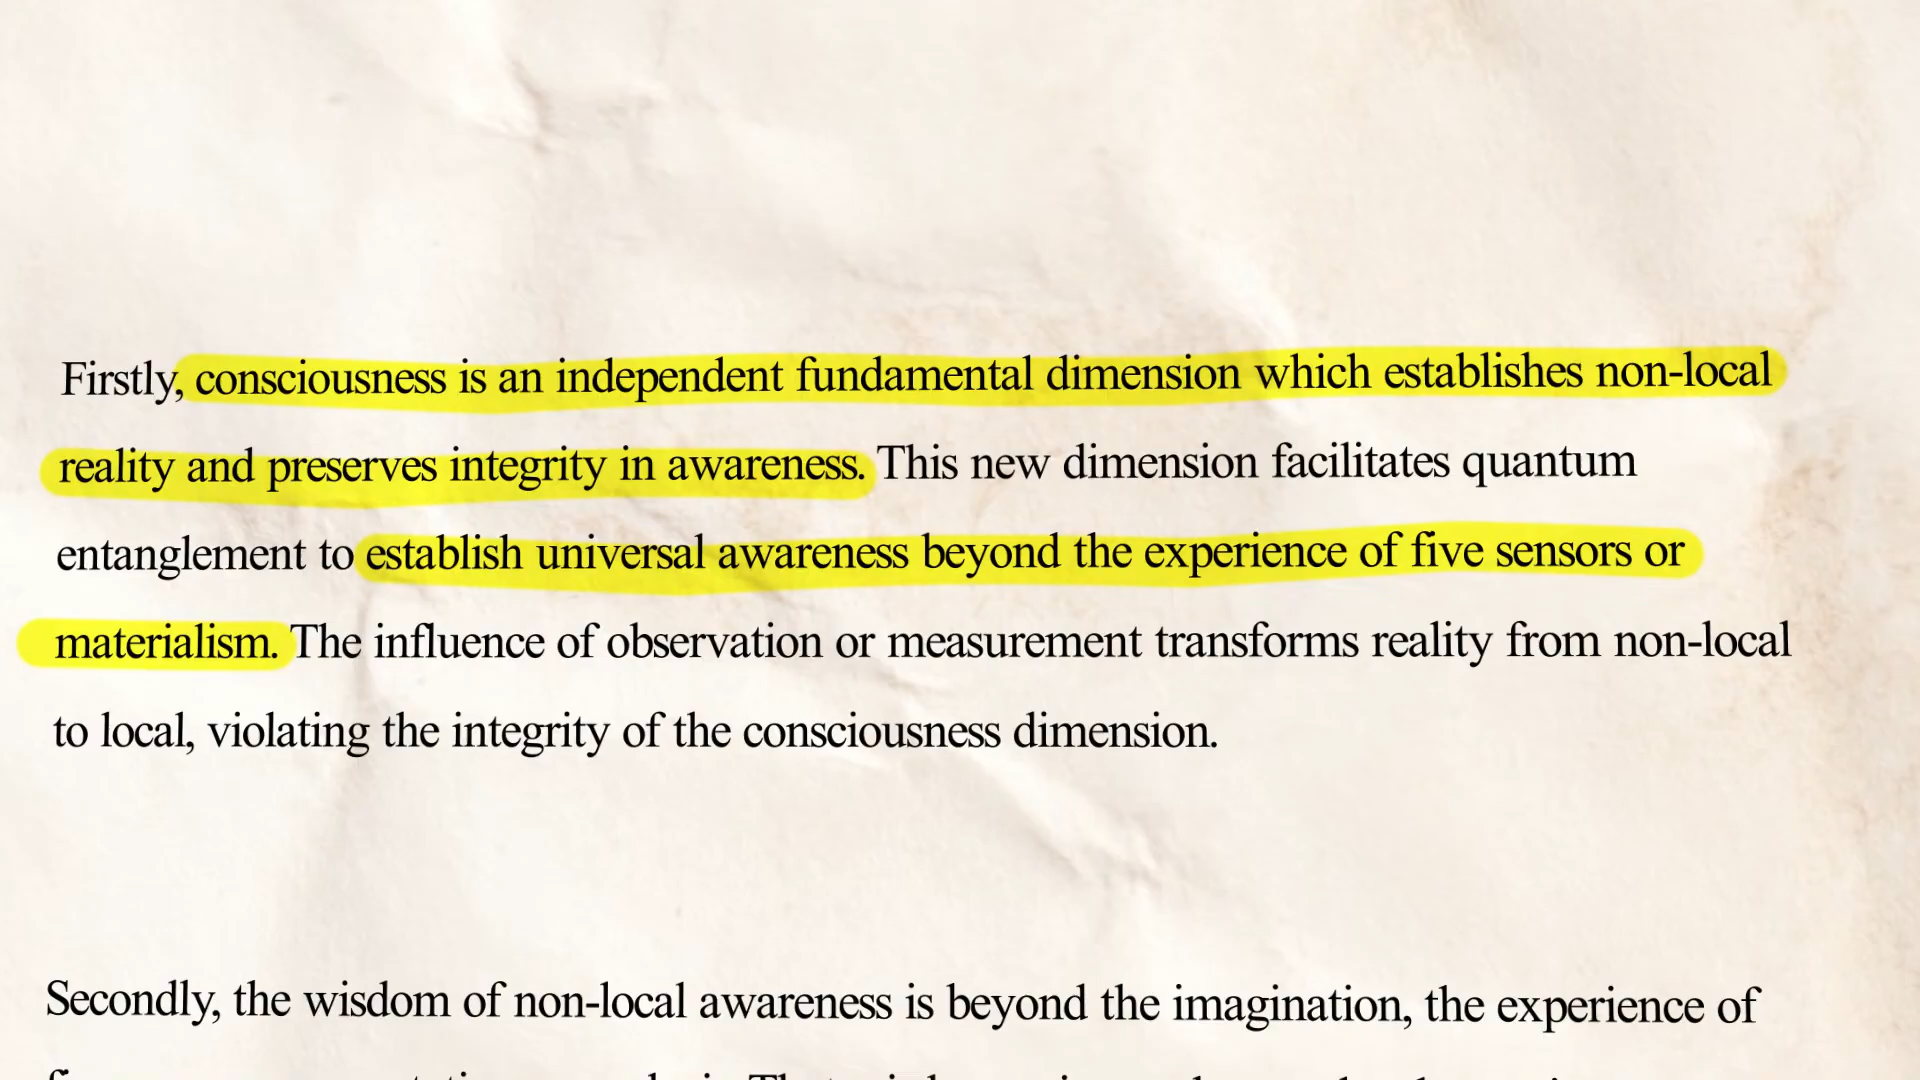 Firstly, consciousness is an independent fundamental dimension which establishes non-local
reality and preserves integrity in awareness. This new dimension facilitates quantum
entanglement to establish universal awareness beyond the experience of five sensors or
materialism. The influence of observation or measurement transforms reality from non-local
to local, violating the integrity of the consciousness dimension.
Secondly, the wisdom of non-local awareness is beyond the imagination, the experience of